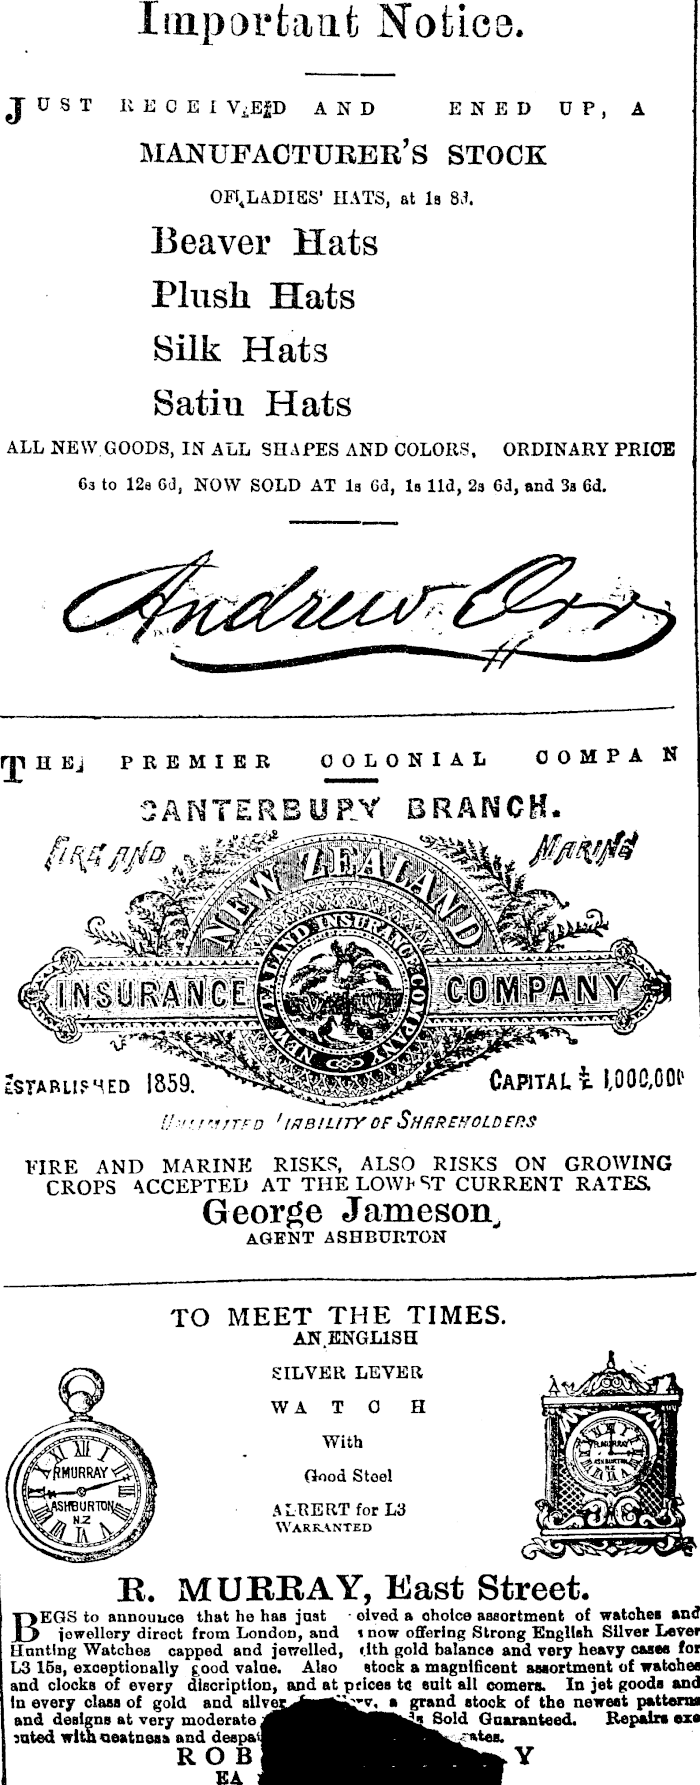 Important Notice.
JUST RECEIVED AND ENED UP, A
MANUFACTURER'S STOCK
OF LADIES' HATS, at 1s 8d.
Beaver Hats
Plush Hats
Silk Hats
Satin Hats
ALL NEW GOODS, IN ALL SHAPES AND COLORS, ORDINARY PRICE
6s to 12s 6d, NOW SOLD AT 1s 6d, 1s 11d, 2s 6d, and 3s 6d.
Andrew Orr
THE PREMIER COLONIAL COMPAN
CANTERBURY BRANCH.
FIRE AND MARINE
NEW ZEALAND
INSURANCE COMPANY
NEW ZEALAND INSURANCE COMPANY
ESTABLISHED 1859. CAPITAL £ 1,000,000
UNLIMITED LIABILITY OF SHAREHOLDERS
FIRE AND MARINE RISKS, ALSO RISKS ON GROWING
CROPS ACCEPTED AT THE LOWEST CURRENT RATES.
George Jameson,
AGENT ASHBURTON
TO MEET THE TIMES.
AN ENGLISH
SILVER LEVER
WATCH
With
Good Steel
ALBERT for L3
WARRANTED
R. MURRAY
ASHBURTON
N.Z
R. MURRAY
ASHBURTON
N.Z
R. MURRAY, East Street.
BEGS to announce that he has just eived a choice assortment of watches and
jewellery direct from London, and s now offering Strong English Silver Lever
Hunting Watches capped and jewelled, ith gold balance and very heavy cases for
L3 15s, exceptionally good value. Also stock a magnificent assortment of watches
and clocks of every discription, and at prices to suit all comers. In jet goods and
in every class of gold and silver a grand stock of the newest patterns
and designs at very moderate Sold Guaranteed. Repairs exe
outed with neatness and despat ates.
ROB Y
EA